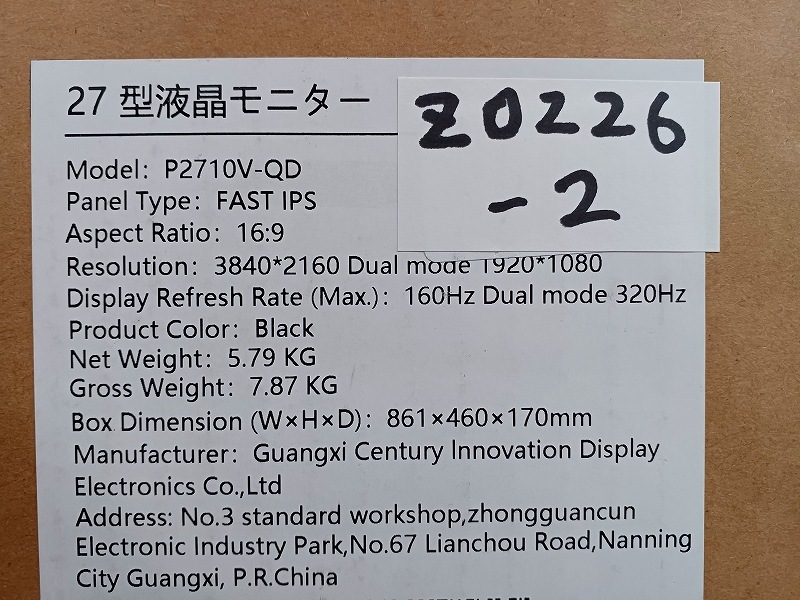 27 型液晶モニター
Z0226
-2
Model: P2710V-QD
Panel Type: FAST IPS
Aspect Ratio: 16:9
Resolution: 3840*2160 Dual mode 1920*1080
Display Refresh Rate (Max.): 160Hz Dual mode 320Hz
Product Color: Black
Net Weight: 5.79 KG
Gross Weight: 7.87 KG
Box Dimension (W×H×D): 861×460×170mm
Manufacturer: Guangxi Century Innovation Display
Electronics Co.,Ltd
Address: No.3 standard workshop,zhongguancun
Electronic Industry Park,No.67 Lianchou Road,Nanning
City Guangxi, P.R.China